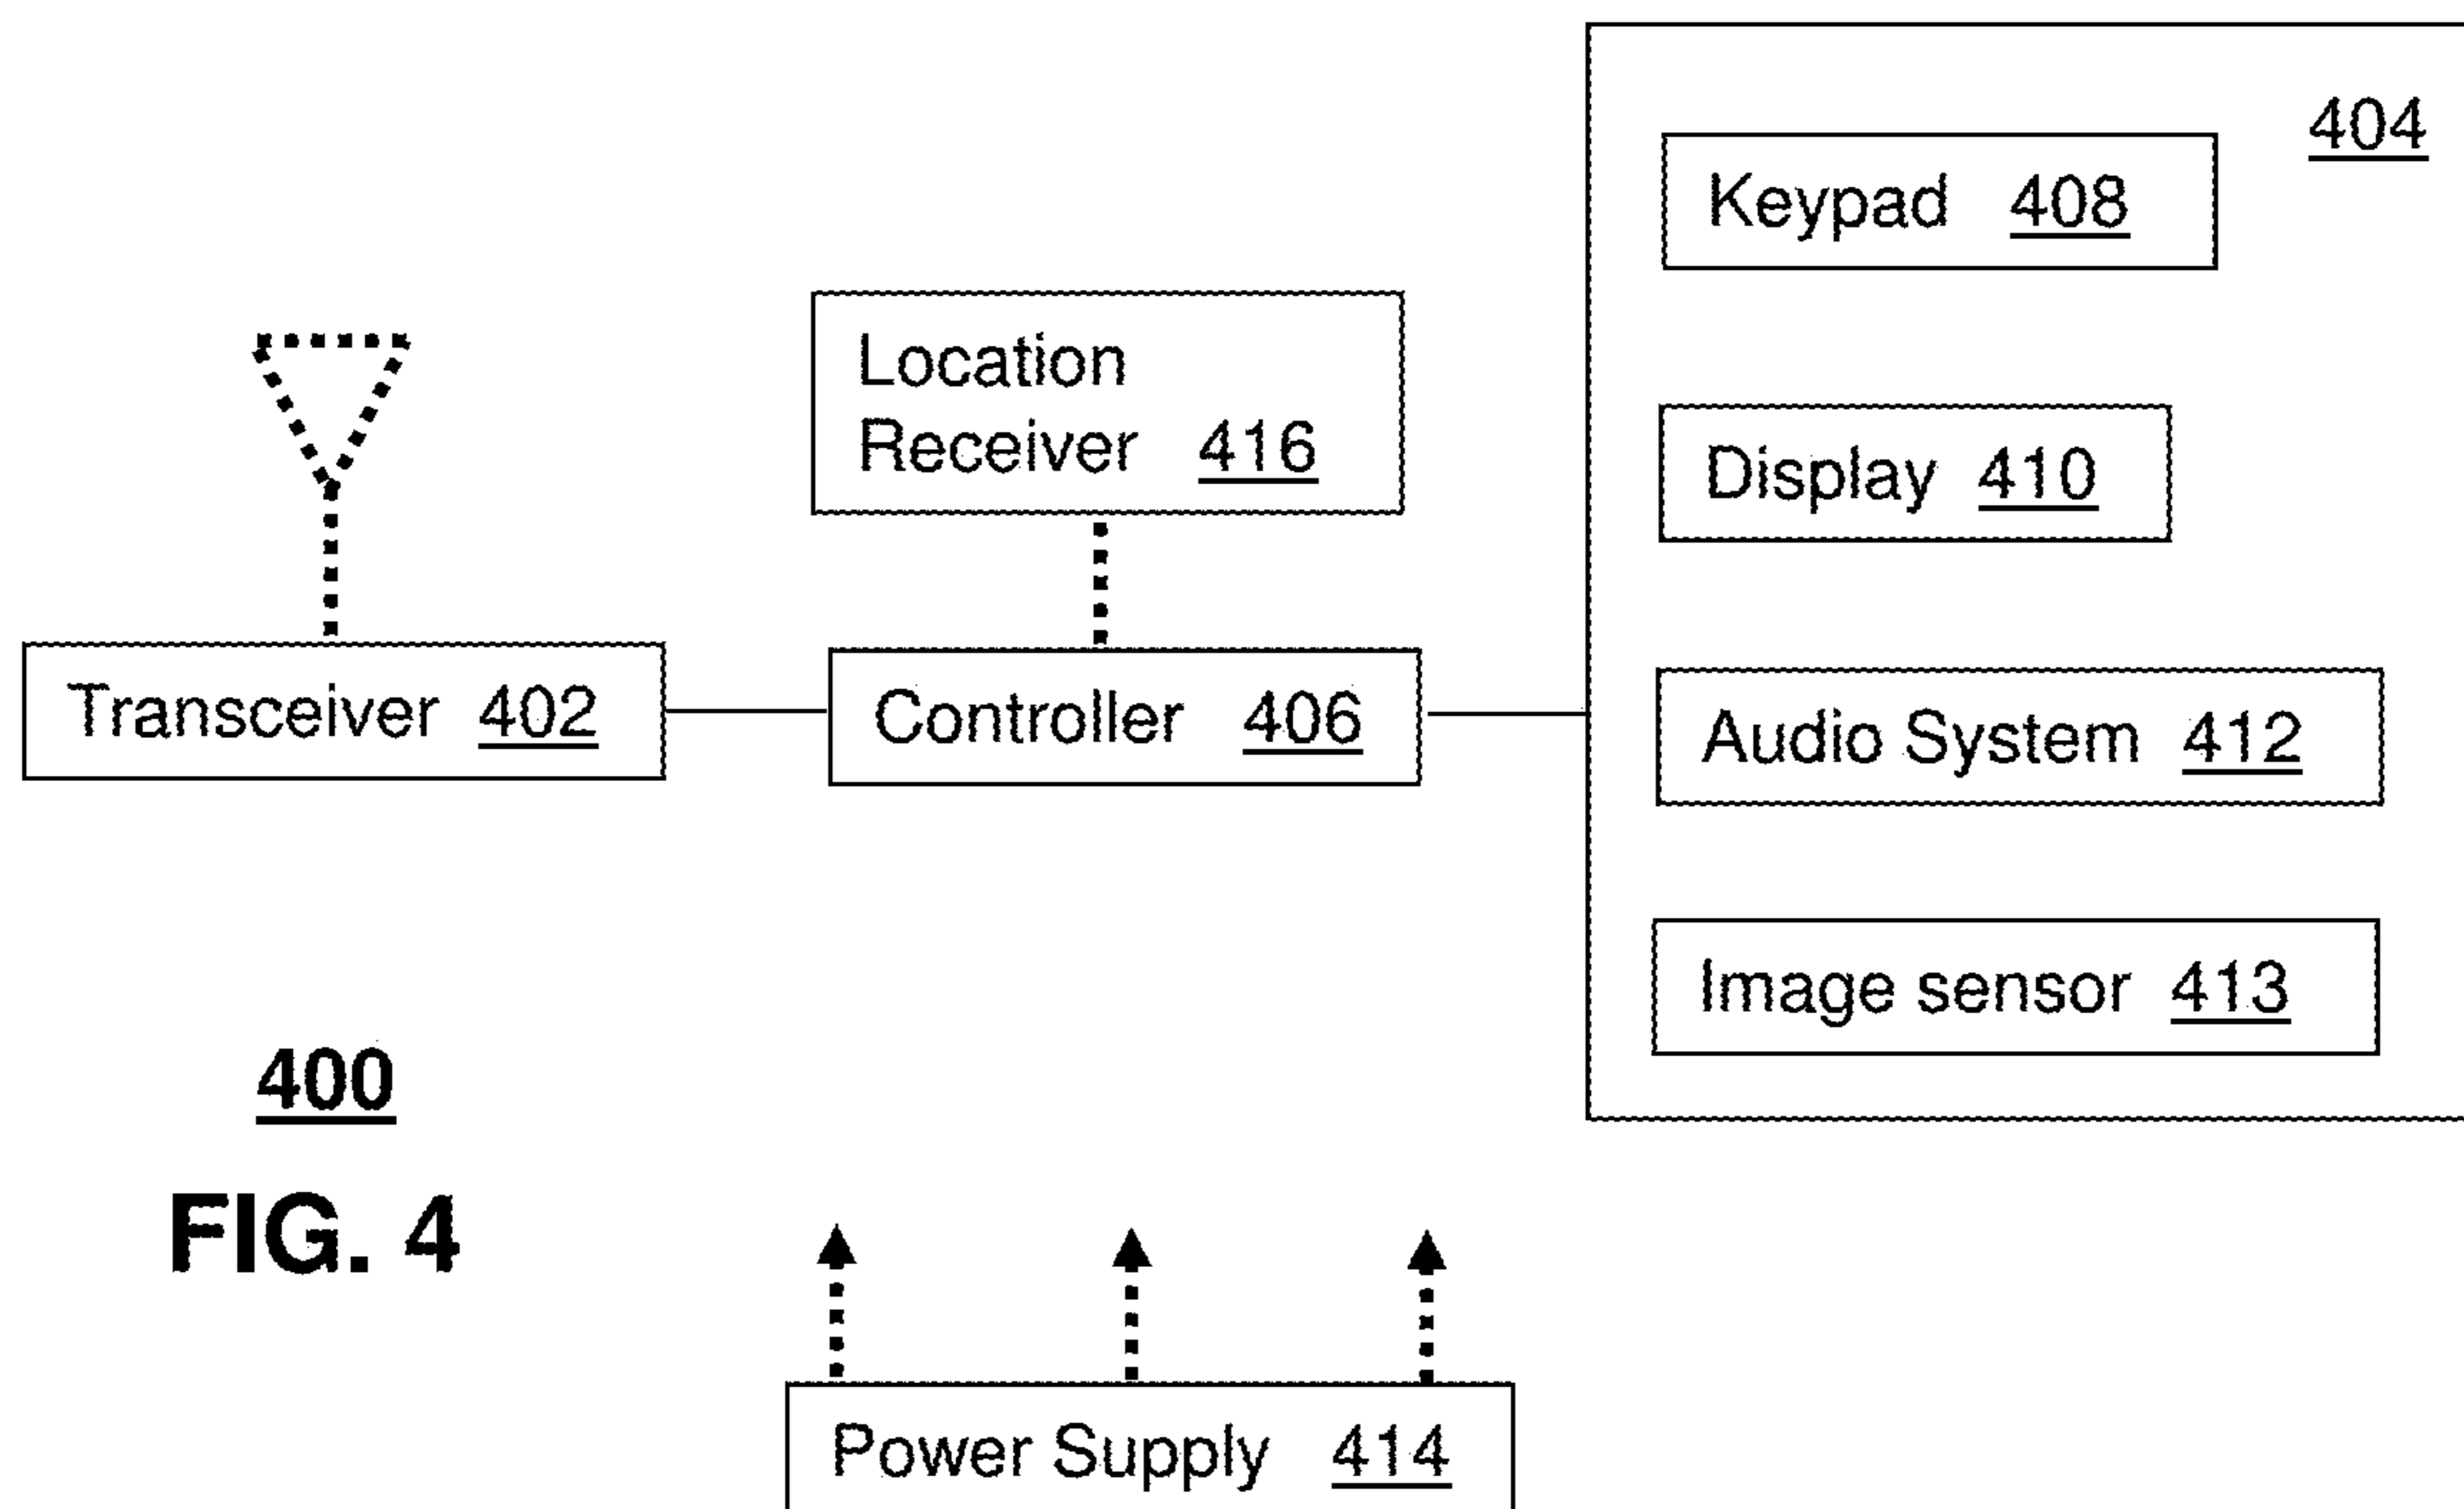 404
Keypad 408
Location
Receiver 416
Display 410
Transceiver 402
Controller 406
Audio System 412
Image sensor 413
400
FIG. 4
Power Supply 414